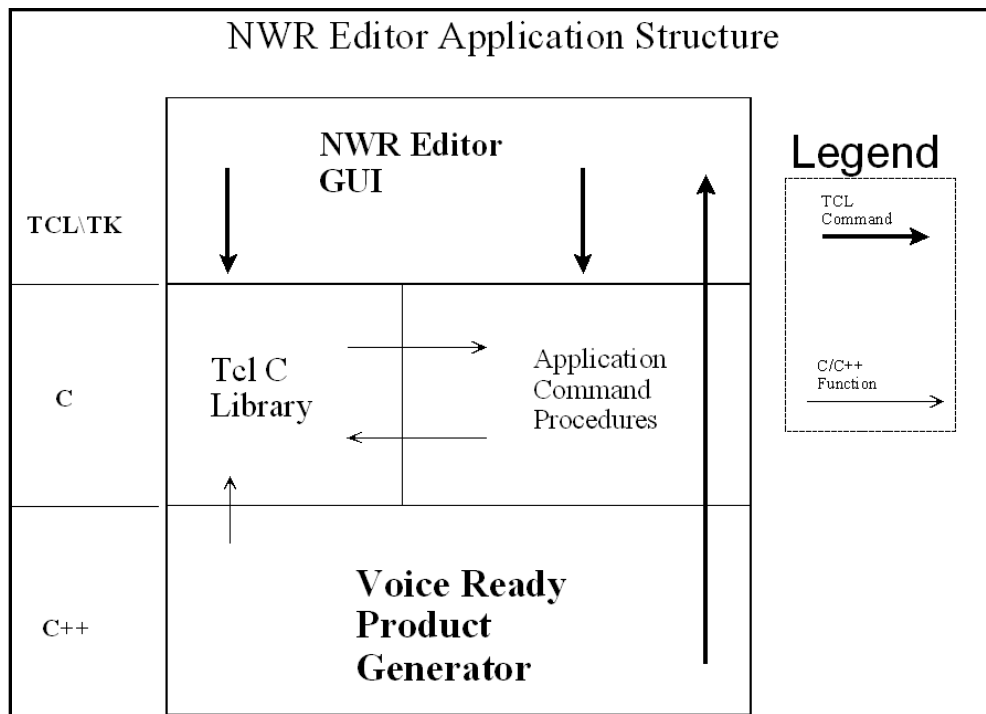 NWR Editor Application Structure
NWR Editor
GUI
TCL\TK
Legend
TCL
Command
Tcl C
Library
Application
Command
Procedures
C
C/C++
Function
Voice Ready
Product
Generator
C++